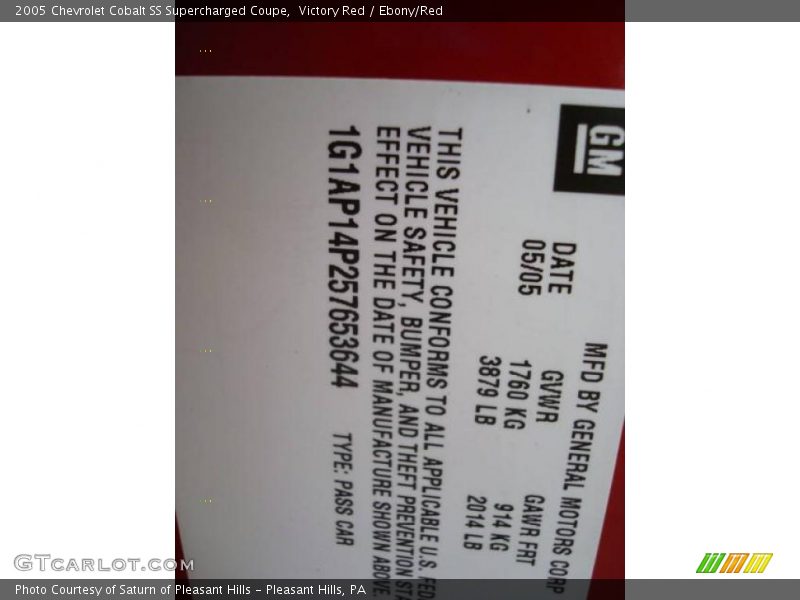 2005 Chevrolet Cobalt SS Supercharged Coupe, Victory Red / Ebony/Red
GM
MFD BY GENERAL MOTORS CORP
DATE GVWR GAWR FRT
05/05 1760 KG 914 KG
3879 LB 2014 LB
THIS VEHICLE CONFORMS TO ALL APPLICABLE U.S.
VEHICLE SAFETY, BUMPER, AND THEFT PREVENTION
EFFECT ON THE DATE OF MANUFACTURE SHOWN ABOVE.
1G1AP14P257653644 TYPE: PASS CAR
GTCarLot.com
Photo Courtesy of Saturn of Pleasant Hills - Pleasant Hills, PA